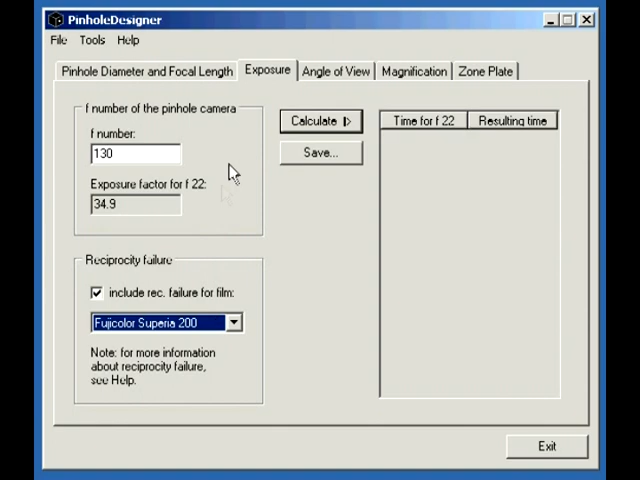 PinholeDesigner
File Tools Help
Pinhole Diameter and Focal Length Exposure Angle of View Magnification Zone Plate
f number of the pinhole camera
f number:
130
Exposure factor for f 22:
34.9
Calculate
Save...
Time for f 22 Resulting time
Reciprocity failure
include rec. failure for film:
Fujicolor Superia 200
Note: for more information
about reciprocity failure,
see Help.
Exit